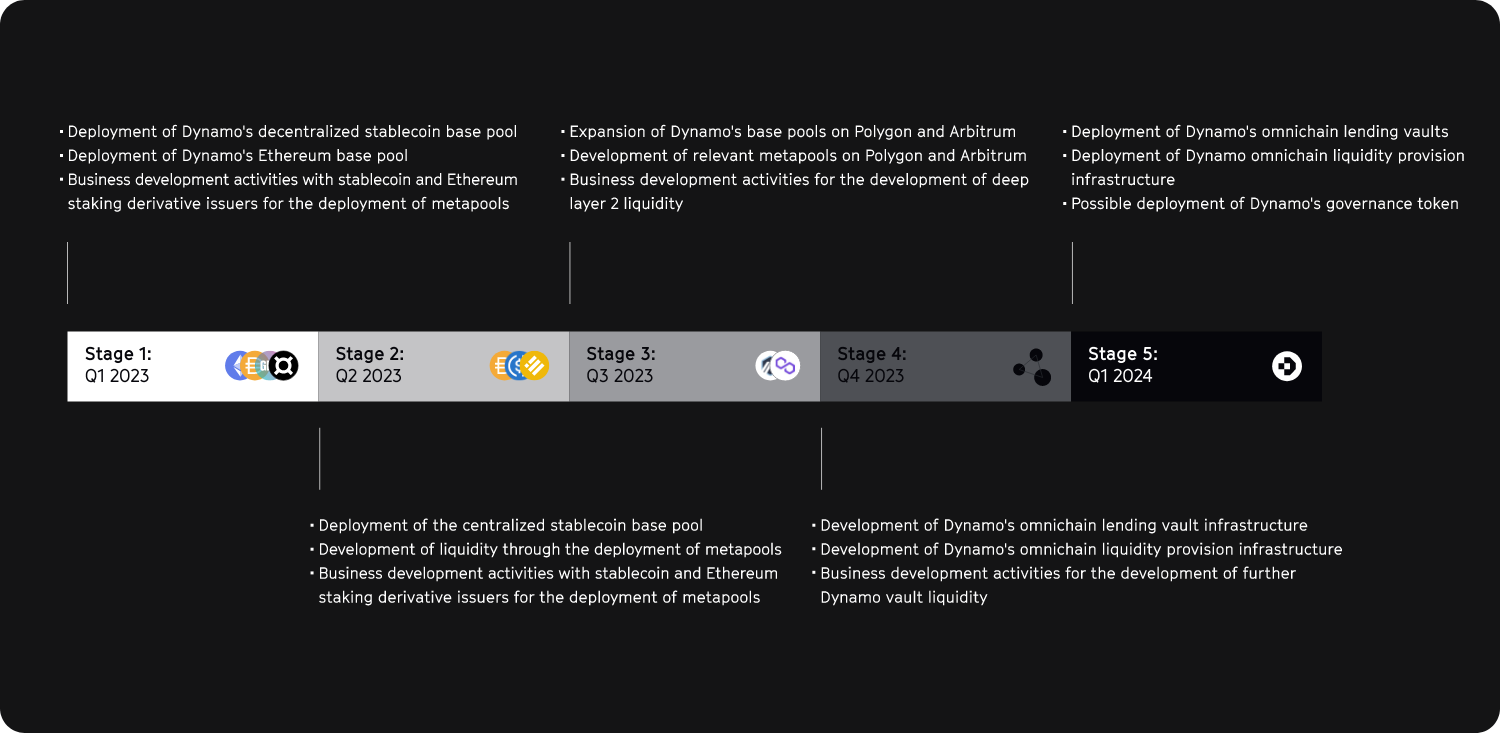 · Deployment of Dynamo's decentralized stablecoin base pool
· Deployment of Dynamo's Ethereum base pool
· Business development activities with stablecoin and Ethereum
staking derivative issuers for the deployment of metapools
· Expansion of Dynamo's base pools on Polygon and Arbitrum
· Development of relevant metapools on Polygon and Arbitrum
· Business development activities for the development of deep
layer 2 liquidity
· Deployment of Dynamo's omnichain lending vaults
· Deployment of Dynamo omnichain liquidity provision
infrastructure
· Possible deployment of Dynamo's governance token
Stage 1:
Q1 2023
Stage 2:
Q2 2023
Stage 3:
Q3 2023
Stage 4:
Q4 2023
Stage 5:
Q1 2024
· Deployment of the centralized stablecoin base pool
· Development of liquidity through the deployment of metapools
· Business development activities with stablecoin and Ethereum
staking derivative issuers for the deployment of metapools
· Development of Dynamo's omnichain lending vault infrastructure
· Development of Dynamo's omnichain liquidity provision infrastructure
· Business development activities for the development of further
Dynamo vault liquidity